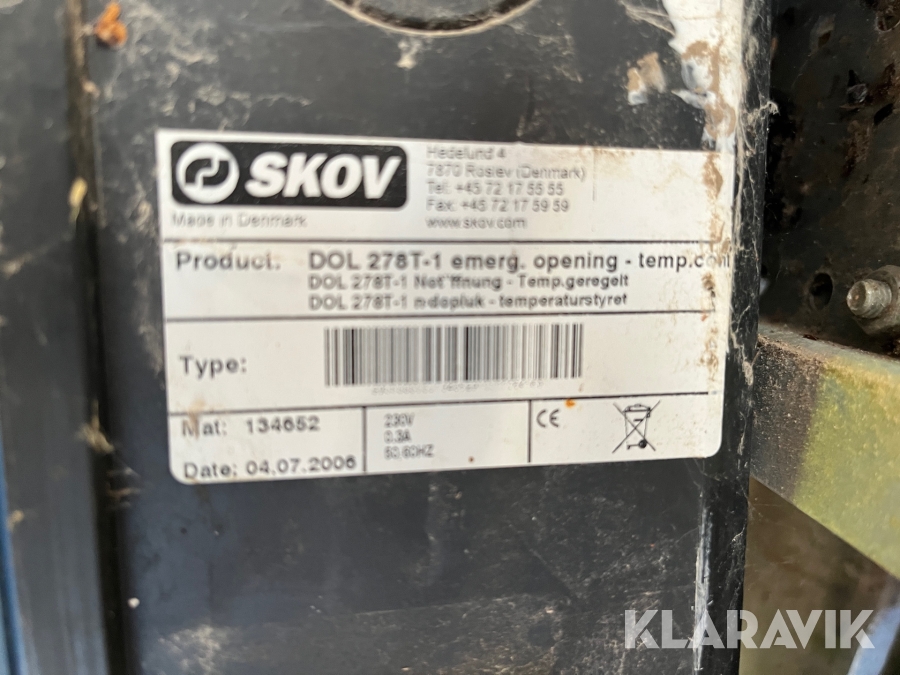 SKOV
Made in Denmark
Hedelund 4
7870 Roslev (Denmark)
Tel: +45 72 17 55 55
Fax: +45 72 17 59 59
www.skov.com
Product: DOL 278T-1 emerg. opening - temp.cont
DOL 278T-1 Not ffnung - Temp.geregelt
DOL 278T-1 n dopluk - temperaturstyret
Type:
Mat: 134652
230V
0.3A
50/60HZ
CE
Date: 04.07.2006
KLARAVIK